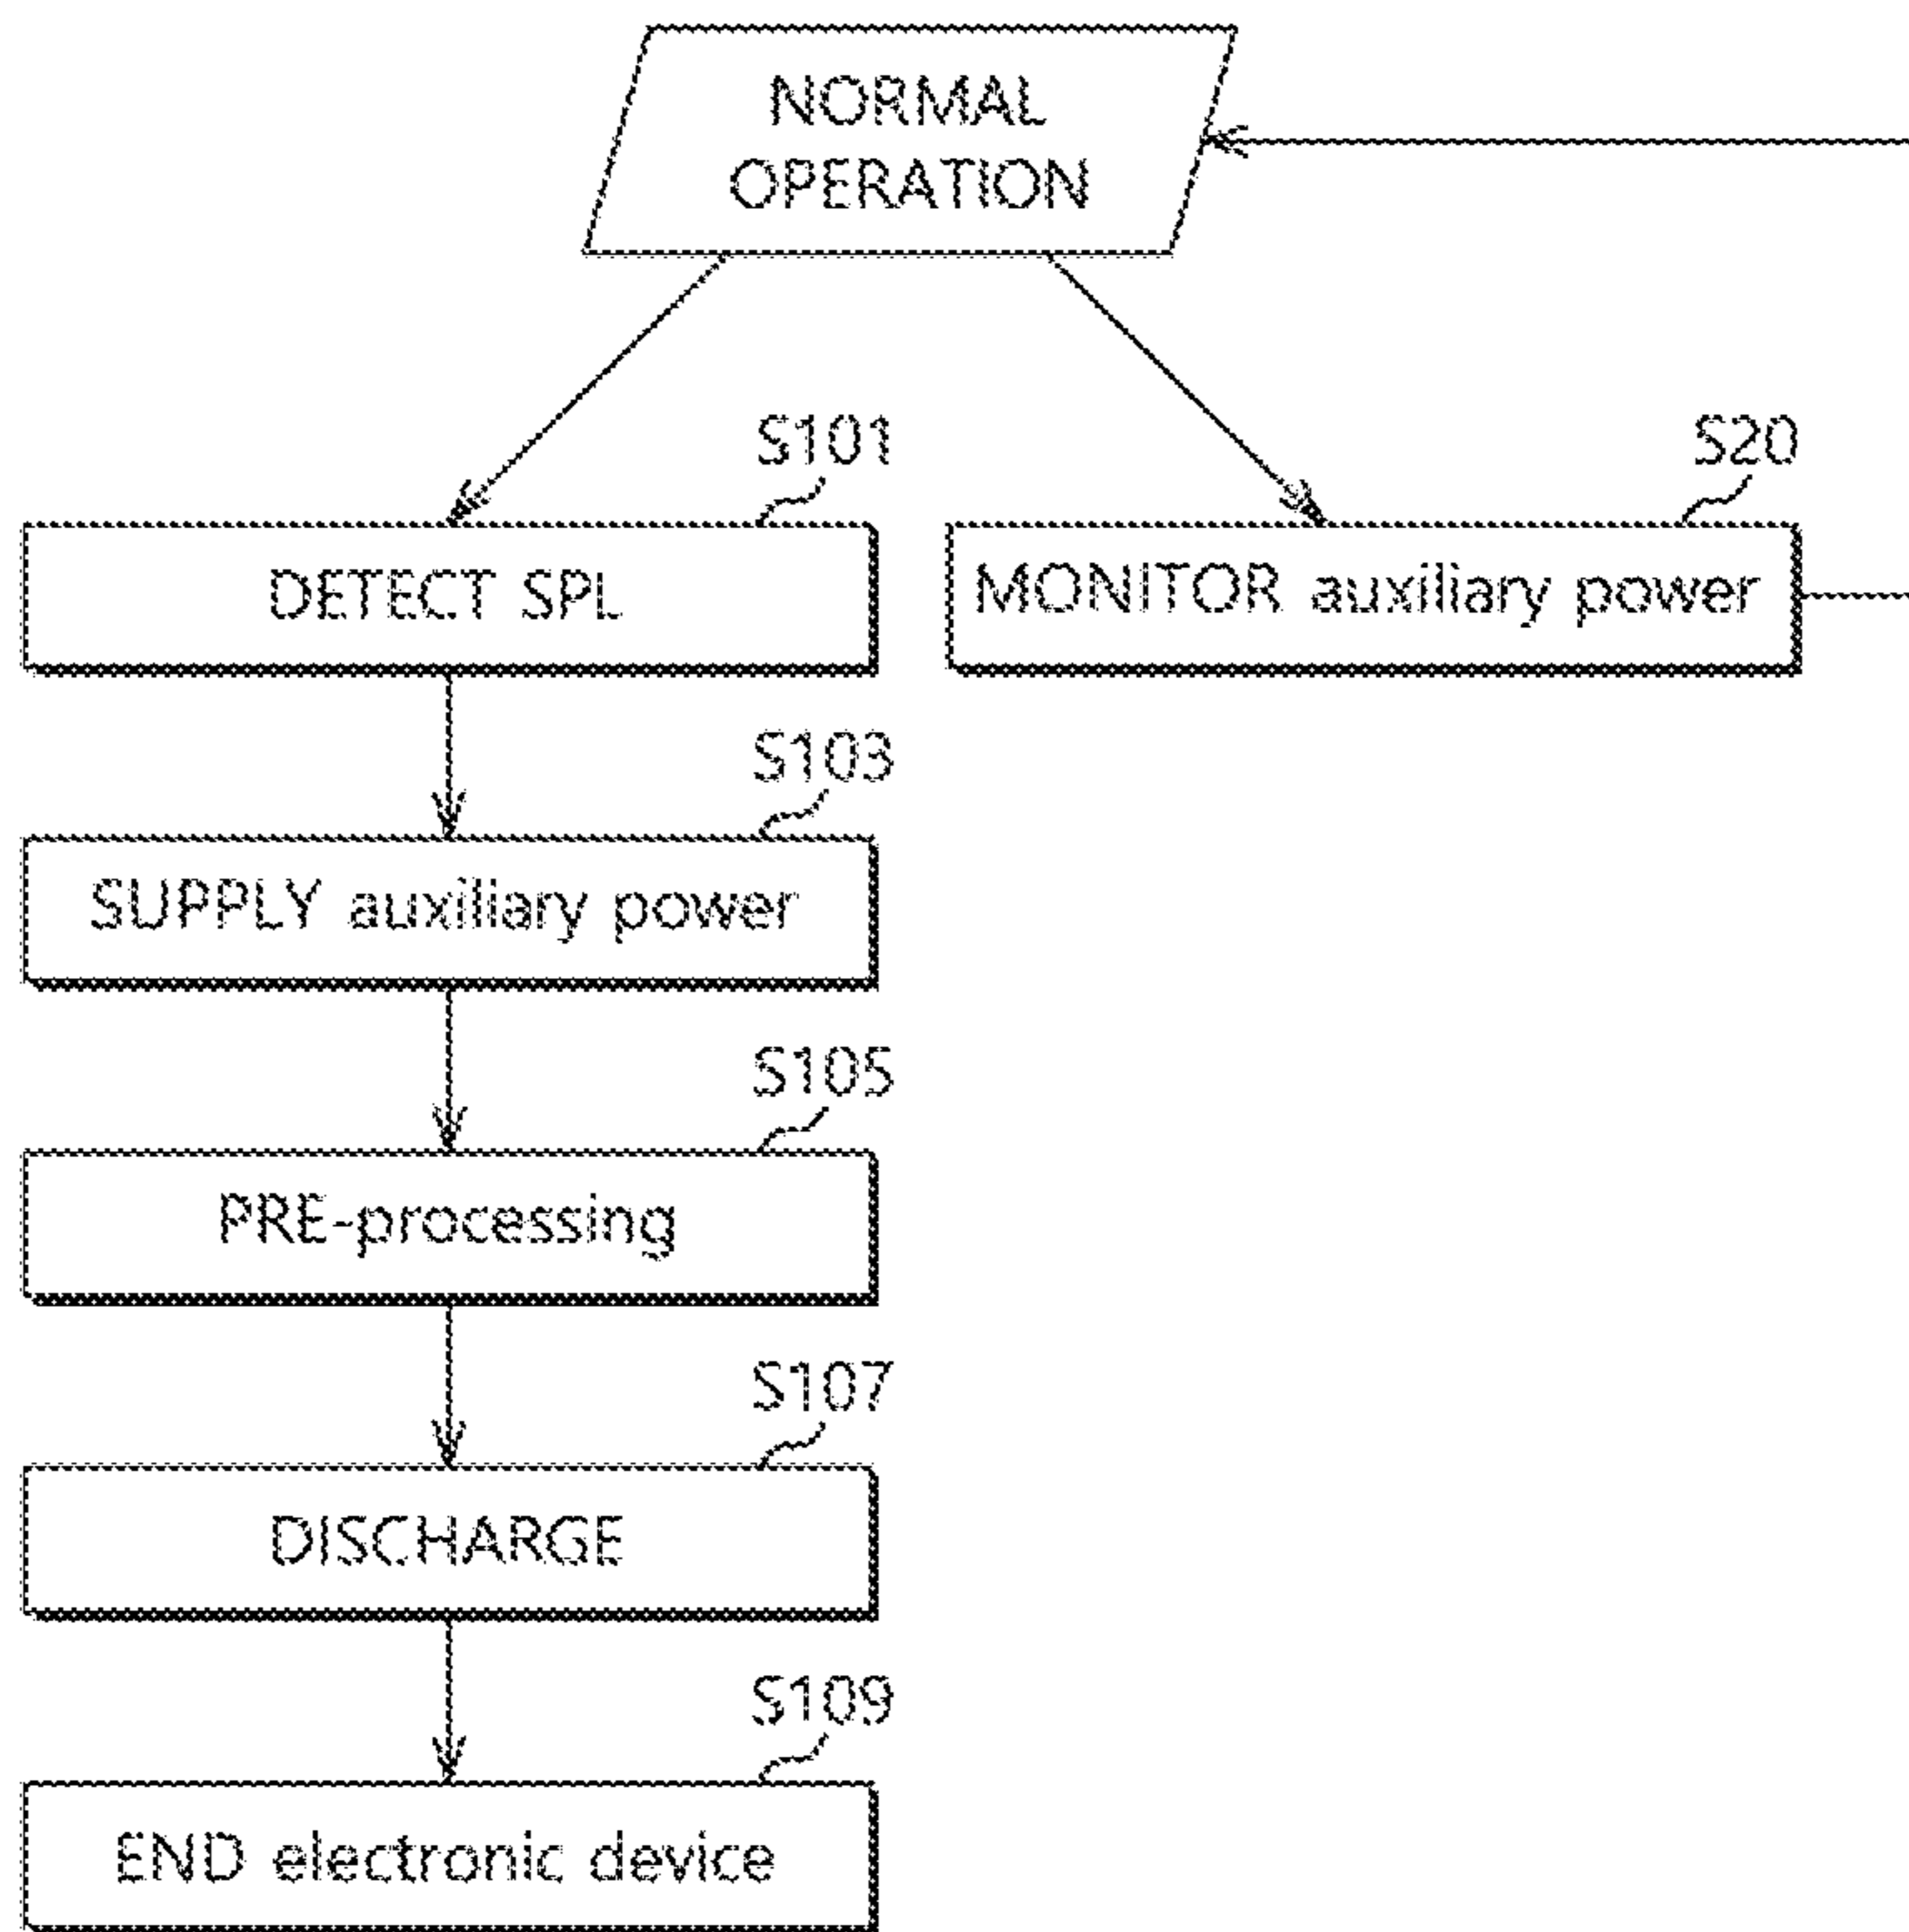 NORMAL
OPERATION
S101
S20
DETECT SPL
MONITOR auxiliary power
S103
SUPPLY auxiliary power
S105
PRE-processing
S107
DISCHARGE
S109
END electronic device